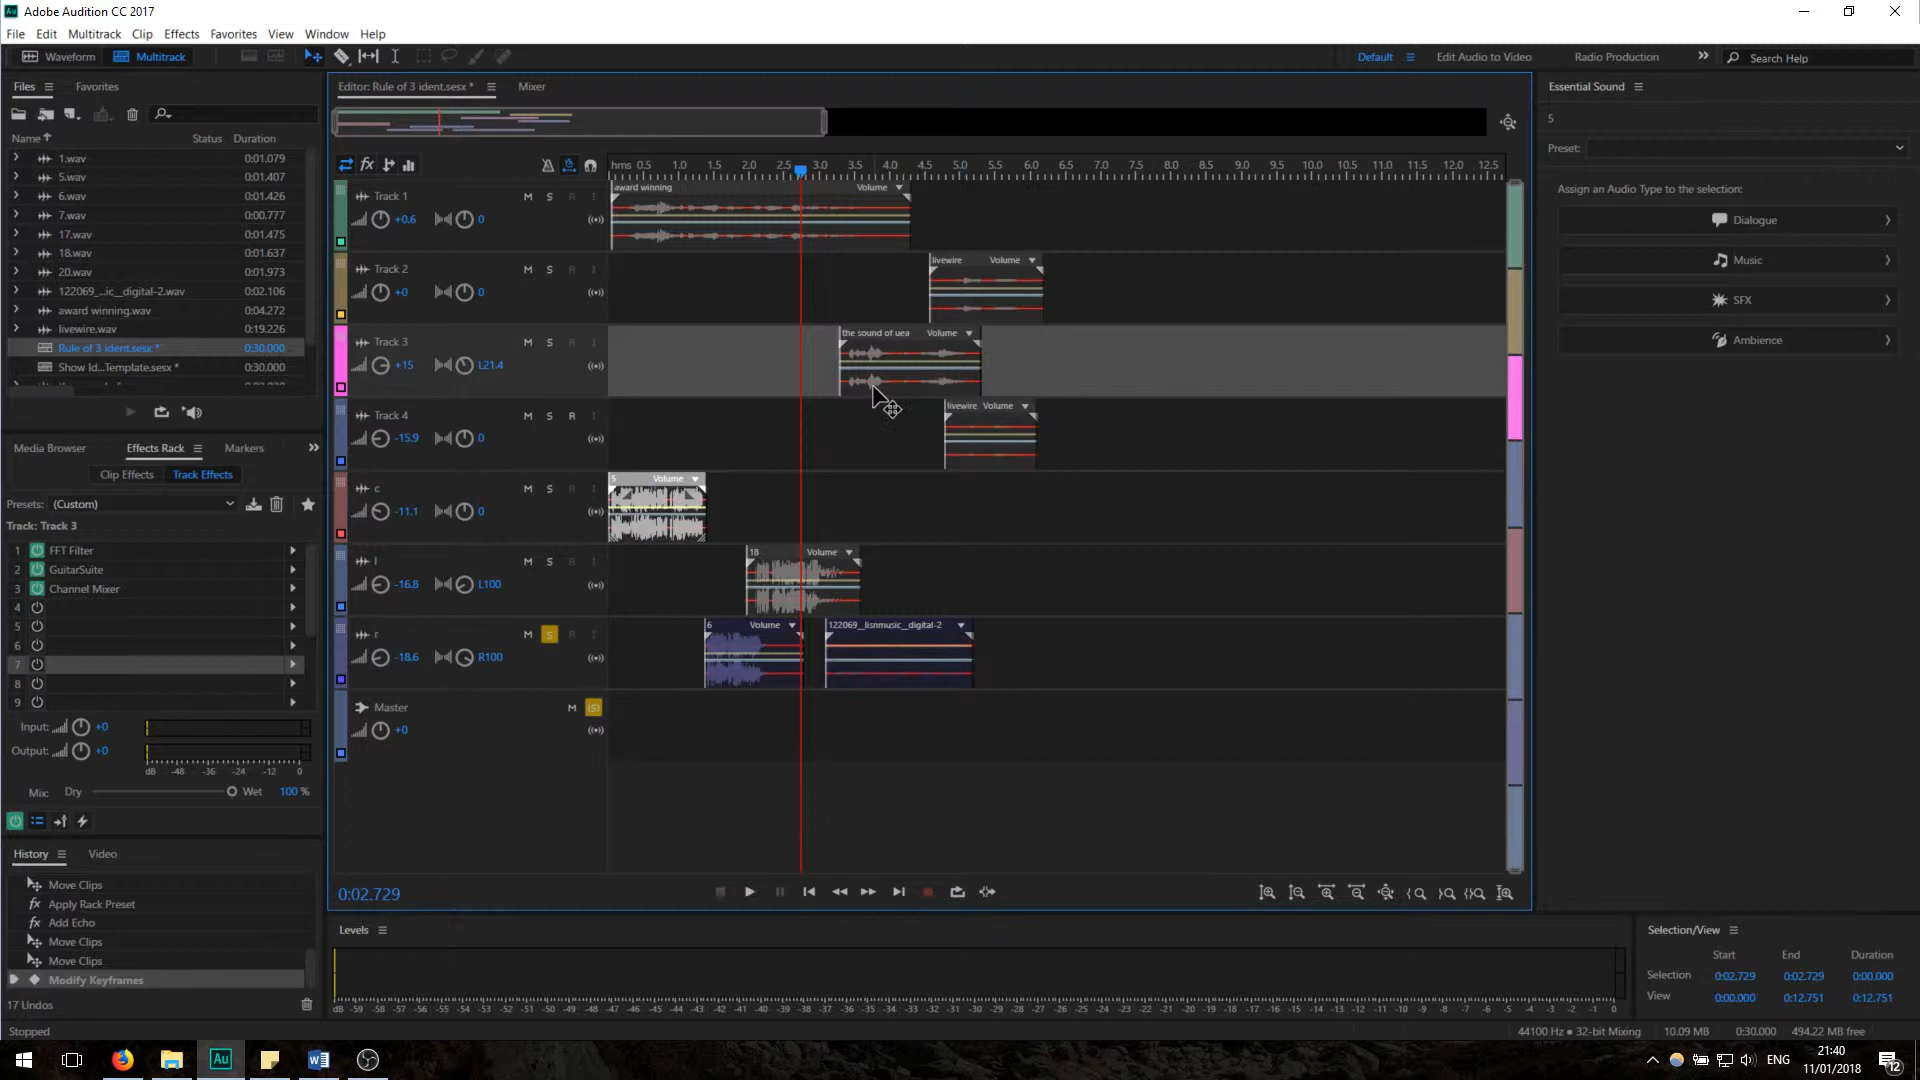 Adobe Audition CC 2017
File Edit Multitrack Clip Effects Favorites View Window Help
Waveform Multitrack Default Edit Audio to Video Radio Production Search Help
Files Favorites
Name Status Duration
1.wav 0:01.079
5.wav 0:01.407
6.wav 0:01.426
7.wav 0:00.777
17.wav 0:01.475
18.wav 0:01.637
20.wav 0:01.973
122069_...ic__digital-2.wav 0:02.106
award winning.wav 0:04.272
livewire.wav 0:19.226
Rule of 3 ident.sesx * 0:30.000
Show Id...Template.sesx * 0:30.000
Media Browser Effects Rack Markers
Clip Effects Track Effects
Presets: (Custom)
Track: Track 3
1 FFT Filter
2 GuitarSuite
3 Channel Mixer
4
5
6
7
8
9
Input: +0
Output: +0
dB -48 -36 -24 -12 0
Mix: Dry Wet 100 %
History Video
Move Clips
Apply Rack Preset
Add Echo
Move Clips
Move Clips
Modify Keyframes
17 Undos
Stopped
Editor: Rule of 3 ident.sesx * Mixer
hms 0.5 1.0 1.5 2.0 2.5 3.0 3.5 4.0 4.5 5.0 5.5 6.0 6.5 7.0 7.5 8.0 8.5 9.0 9.5 10.0 10.5 11.0 11.5 12.0 12.5
Track 1 M S R I award winning Volume
+0.6 0
Track 2 M S R I livewire Volume
+0 0
Track 3 M S R I the sound of uea Volume
+15 L21.4
Track 4 M S R livewire Volume
-15.9 0
c M S R I 5 Volume
-11.1 0
l M S R I 18 Volume
-16.8 L100
r M S R I 6 Volume 122069__lisnmusic__digital-2
-18.6 R100
Master M (S)
+0
0:02.729
Levels
dB -59 -58 -57 -56 -55 -54 -53 -52 -51 -50 -49 -48 -47 -46 -45 -44 -43 -42 -41 -40 -39 -38 -37 -36 -35 -34 -33 -32 -31 -30 -29 -28 -27 -26 -25 -24 -23 -22 -21 -20 -19 -18 -17 -16 -15 -14 -13 -12 -11 -10 -9 -8 -7 -6 -5 -4 -3 -2 -1 0
Essential Sound
5
Preset:
Assign an Audio Type to the selection:
Dialogue
Music
SFX
Ambience
Selection/View
Start End Duration
Selection 0:02.729 0:02.729 0:00.000
View 0:00.000 0:12.751 0:12.751
44100 Hz ● 32-bit Mixing 10.09 MB 0:30.000 494.22 MB free
ENG 21:40
11/01/2018 12